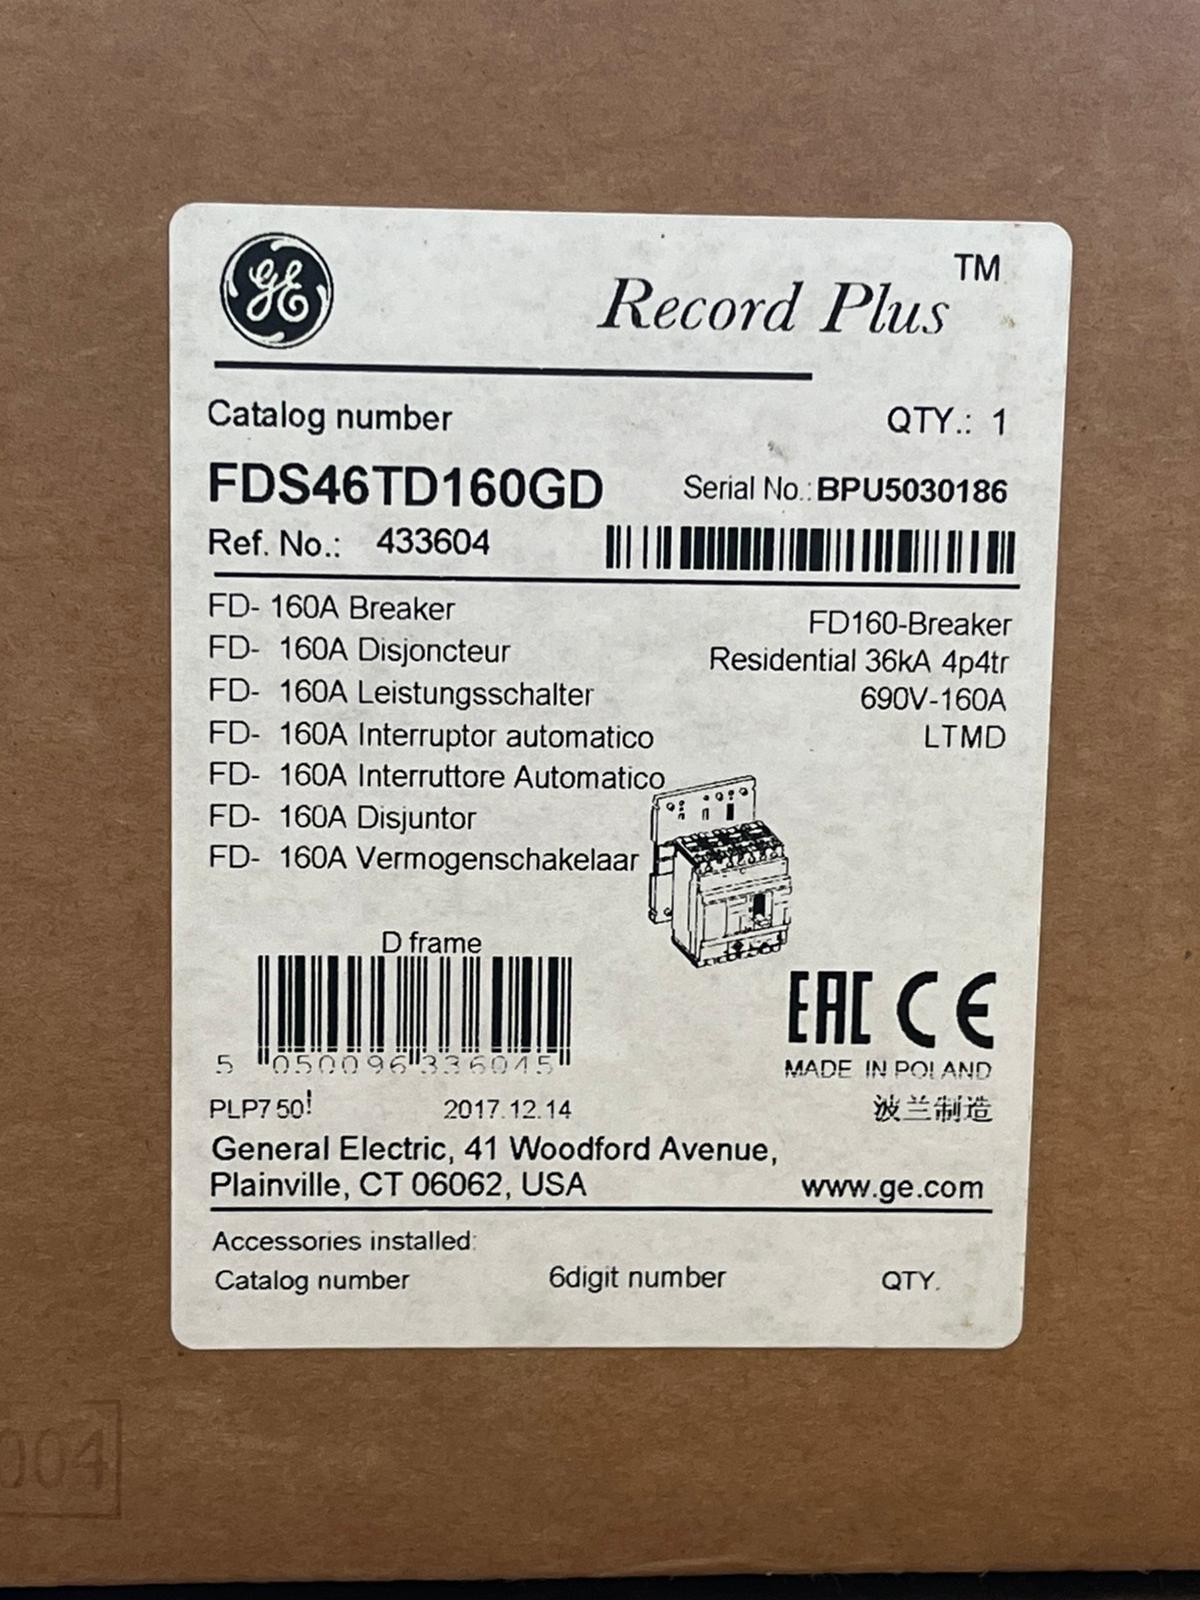 GE
Record Plus™
Catalog number
QTY.: 1
FDS46TD160GD
Serial No.: BPU5030186
Ref. No.: 433604
FD- 160A Breaker
FD- 160A Disjoncteur
FD- 160A Leistungsschalter
FD- 160A Interruptor automatico
FD- 160A Interruttore Automatico
FD- 160A Disjuntor
FD- 160A Vermogenschakelaar
FD160-Breaker
Residential 36kA 4p4tr
690V-160A
LTMD
D frame
5 050096 336045
EAC CE
MADE IN POLAND
波兰制造
2017.12.14
General Electric, 41 Woodford Avenue,
Plainville, CT 06062, USA
www.ge.com
Accessories installed:
Catalog number 6digit number QTY.
004